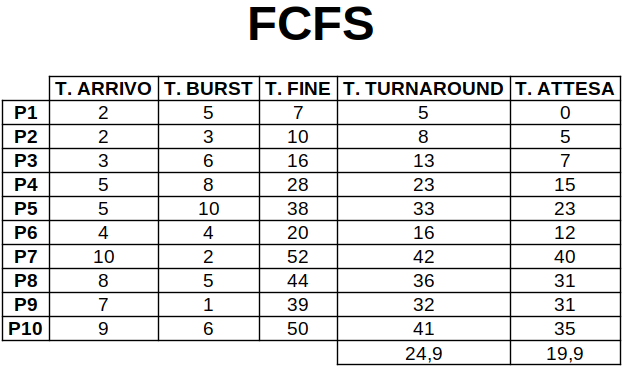 FCFS
T. ARRIVO T. BURST T. FINE T. TURNAROUND T. ATTESA
P1 2 5 7 5 0
P2 2 3 10 8 5
P3 3 6 16 13 7
P4 5 8 28 23 15
P5 5 10 38 33 23
P6 4 4 20 16 12
P7 10 2 52 42 40
P8 8 5 44 36 31
P9 7 1 39 32 31
P10 9 6 50 41 35
24,9 19,9